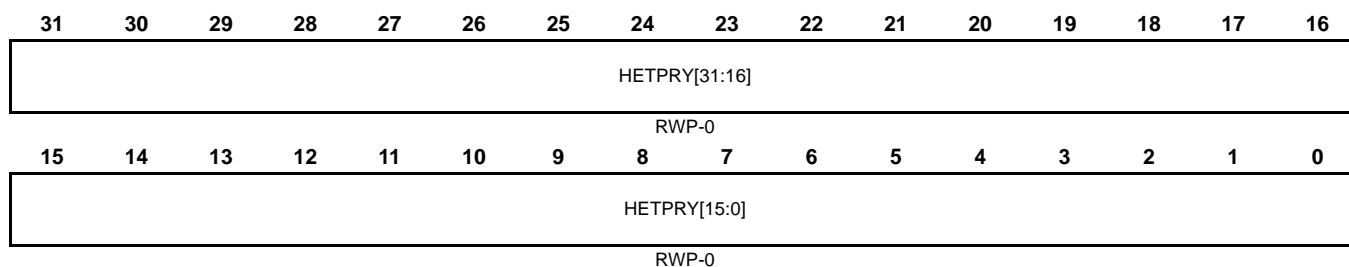 31 30 29 28 27 26 25 24 23 22 21 20 19 18 17 16
HETPRY[31:16]
RWP-0
15 14 13 12 11 10 9 8 7 6 5 4 3 2 1 0
HETPRY[15:0]
RWP-0